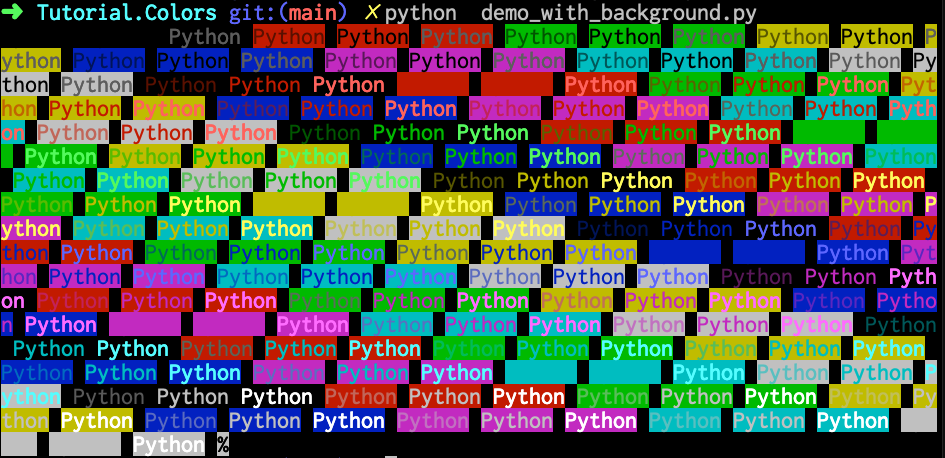 ➜ Tutorial.Colors git:(main) ✗ python demo_with_background.py
Python Python Python Python Python Python Python Python Python P
ython Python Python Python Python Python Python Python Python Python Python Py
thon Python Python Python Python Python Python Python Python Pyt
hon Python Python Python Python Python Python Python Python Python Python Pyth
on Python Python Python Python Python Python Python Python Python
Python Python Python Python Python Python Python Python Python Python Python
Python Python Python Python Python Python Python Python Python Python Python
Python Python Python Python Python Python Python Python Python P
ython Python Python Python Python Python Python Python Python Python Python Py
thon Python Python Python Python Python Python Python Python Pyt
hon Python Python Python Python Python Python Python Python Python Python Pyth
on Python Python Python Python Python Python Python Python Python Python Pytho
n Python Python Python Python Python Python Python Python Python
Python Python Python Python Python Python Python Python Python Python Python
Python Python Python Python Python Python Python Python Python P
ython Python Python Python Python Python Python Python Python Python Python Py
thon Python Python Python Python Python Python Python Python Python Python
Python %